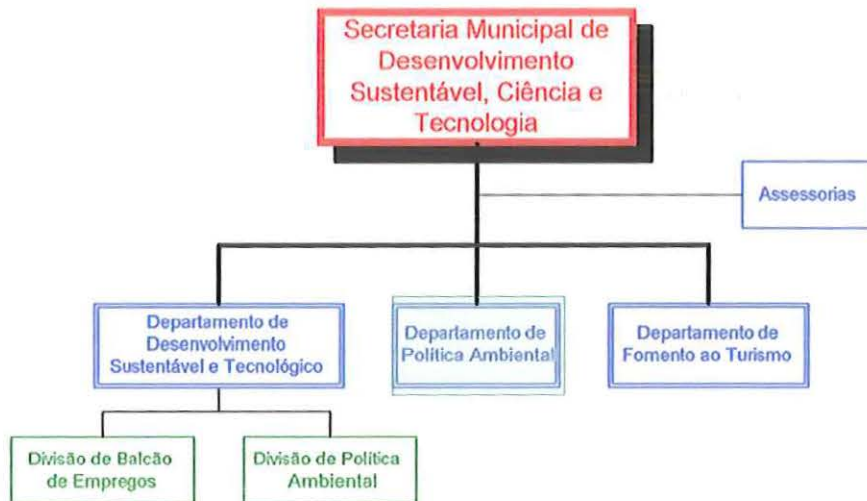 Secretaria Municipal de
Desenvolvimento
Sustentável, Ciência e
Tecnologia
Assessorias
Departamento de
Desenvolvimento
Sustentável e Tecnológico
Departamento de
Política Ambiental
Departamento de
Fomento ao Turismo
Divisão de Balcão
de Empregos
Divisão de Política
Ambiental